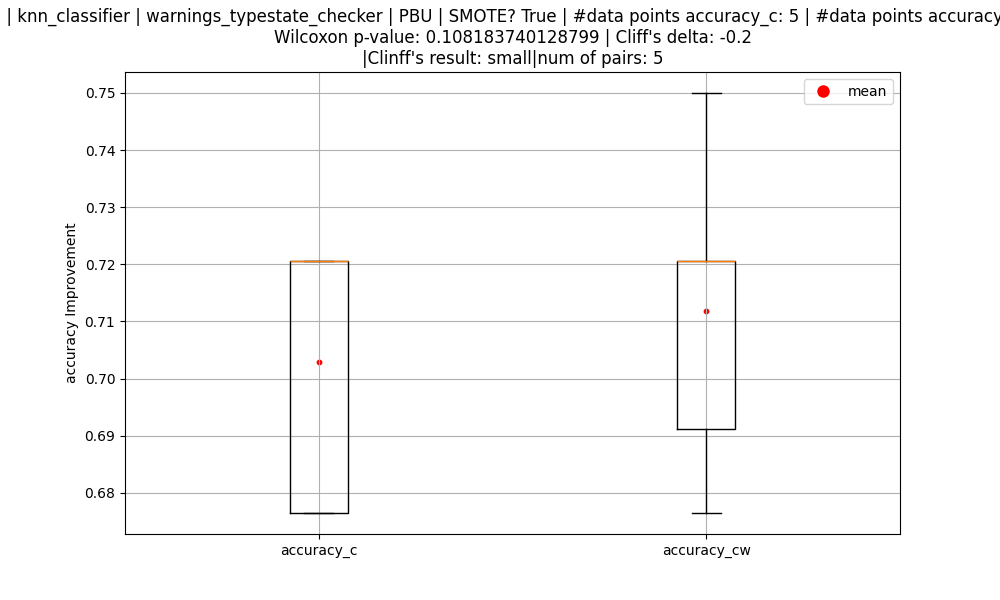 | knn_classifier | warnings_typestate_checker | PBU | SMOTE? True | #data points accuracy_c: 5 | #data points accuracy
Wilcoxon p-value: 0.108183740128799 | Cliff's delta: -0.2
|Clinff's result: small|num of pairs: 5
mean
0.75
0.74
0.73
0.72
0.71
0.70
0.69
0.68
accuracy Improvement
accuracy_c
accuracy_cw